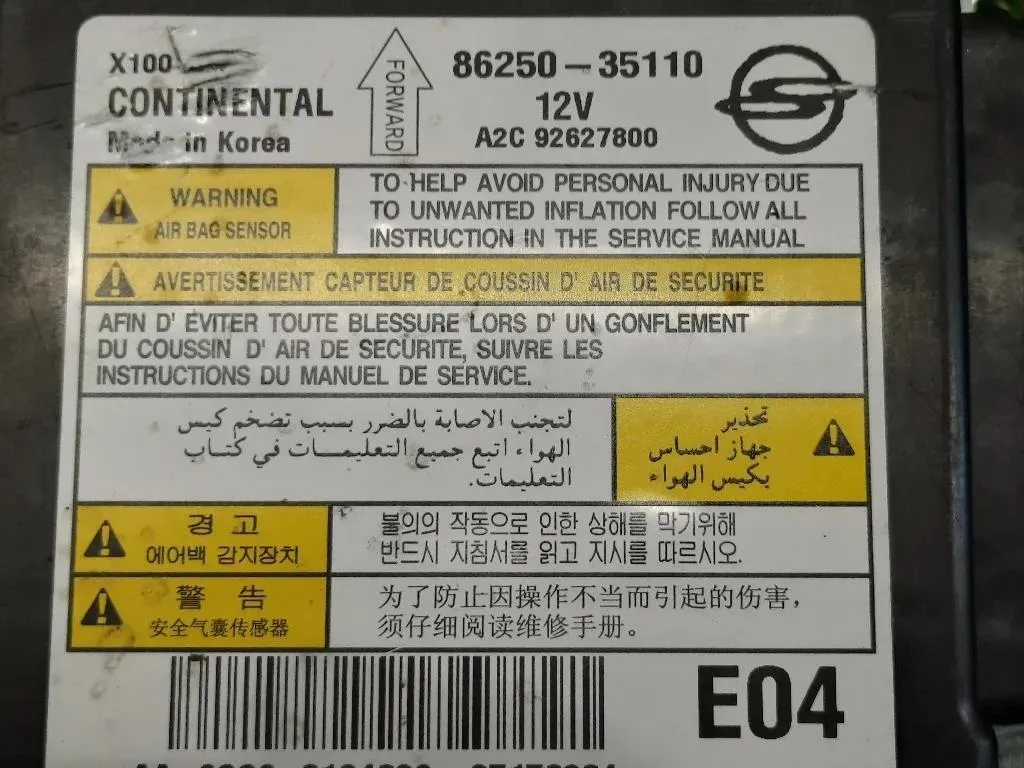 X100
CONTINENTAL
Made in Korea
FORWARD
86250-35110
12V
A2C 92627800
WARNING
AIR BAG SENSOR
TO HELP AVOID PERSONAL INJURY DUE
TO UNWANTED INFLATION FOLLOW ALL
INSTRUCTION IN THE SERVICE MANUAL
AVERTISSEMENT CAPTEUR DE COUSSIN D' AIR DE SECURITE
AFIN D' EVITER TOUTE BLESSURE LORS D' UN GONFLEMENT
DU COUSSIN D' AIR DE SECURITE, SUIVRE LES
INSTRUCTIONS DU MANUEL DE SERVICE.
تحذير
جهاز احساس
بكيس الهواء
لتجنب الاصابة بالضرر بسبب تضخم كيس
الهواء اتبع جميع التعليمات في كتاب
التعليمات.
경 고
에어백 감지장치
불의의 작동으로 인한 상해를 막기위해
반드시 지침서를 읽고 지시를 따르시오.
警 告
安全气囊传感器
为了防止因操作不当而引起的伤害，
须仔细阅读维修手册。
E04